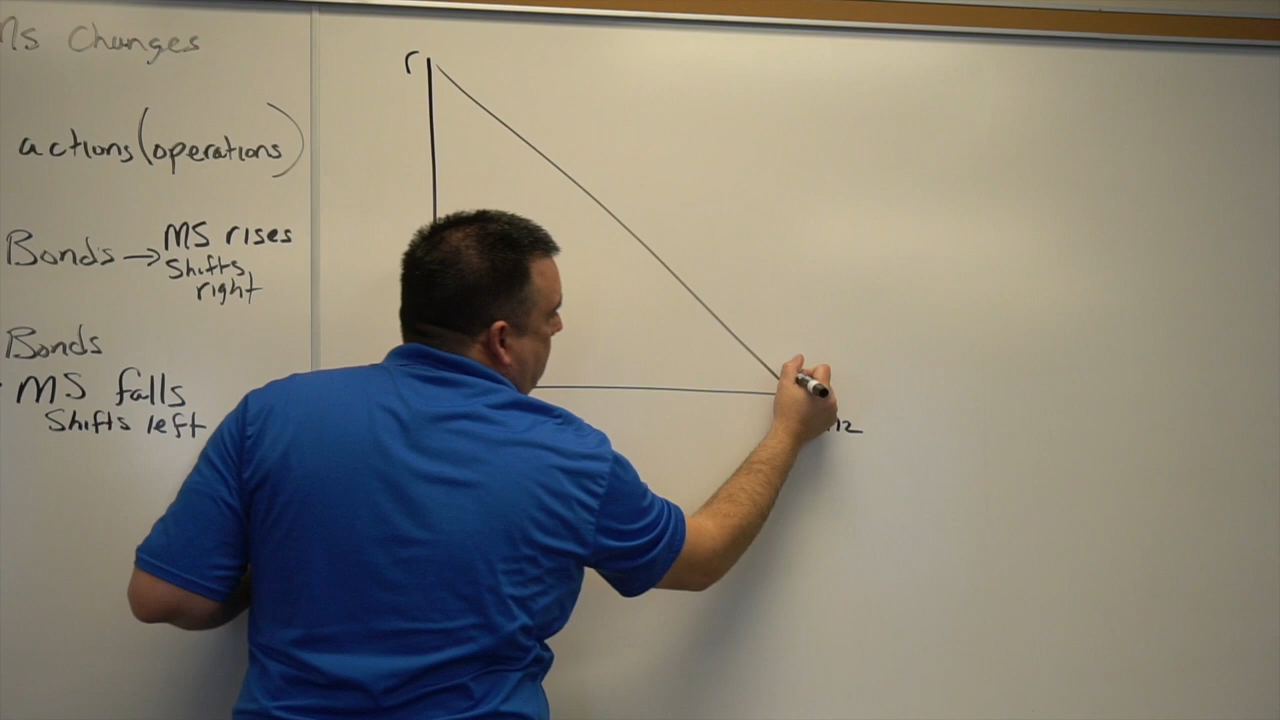 Ms Changes
actions (operations)
Bonds → MS rises
Shifts
right
Bonds
MS falls
Shifts left
r